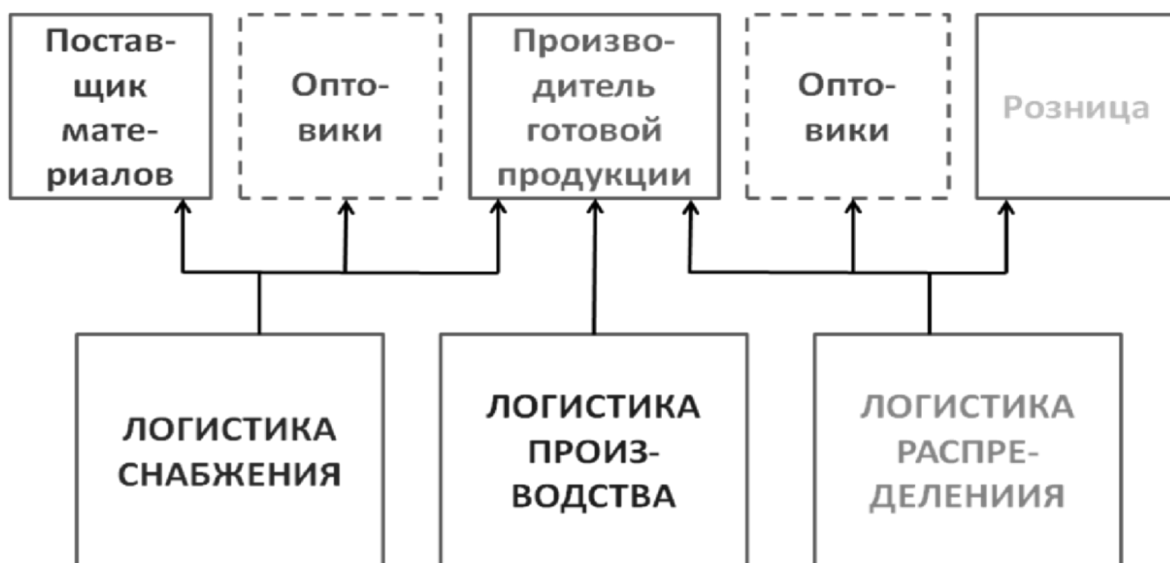 Постав-
щик
мате-
риалов
Опто-
вики
Произво-
дитель
готовой
продукции
Опто-
вики
Розница
ЛОГИСТИКА
СНАБЖЕНИЯ
ЛОГИСТИКА
ПРОИЗ-
ВОДСТВА
ЛОГИСТИКА
РАСПРЕ-
ДЕЛЕНИИЯ